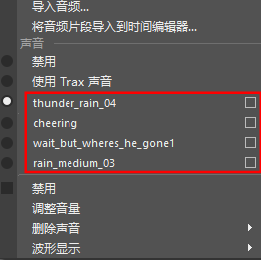 导入音频...
将音频片段导入到时间编辑器...
声音
禁用
使用 Trax 声音
thunder_rain_04
cheering
wait_but_wheres_he_gone1
rain_medium_03
禁用
调整音量
删除声音
波形显示